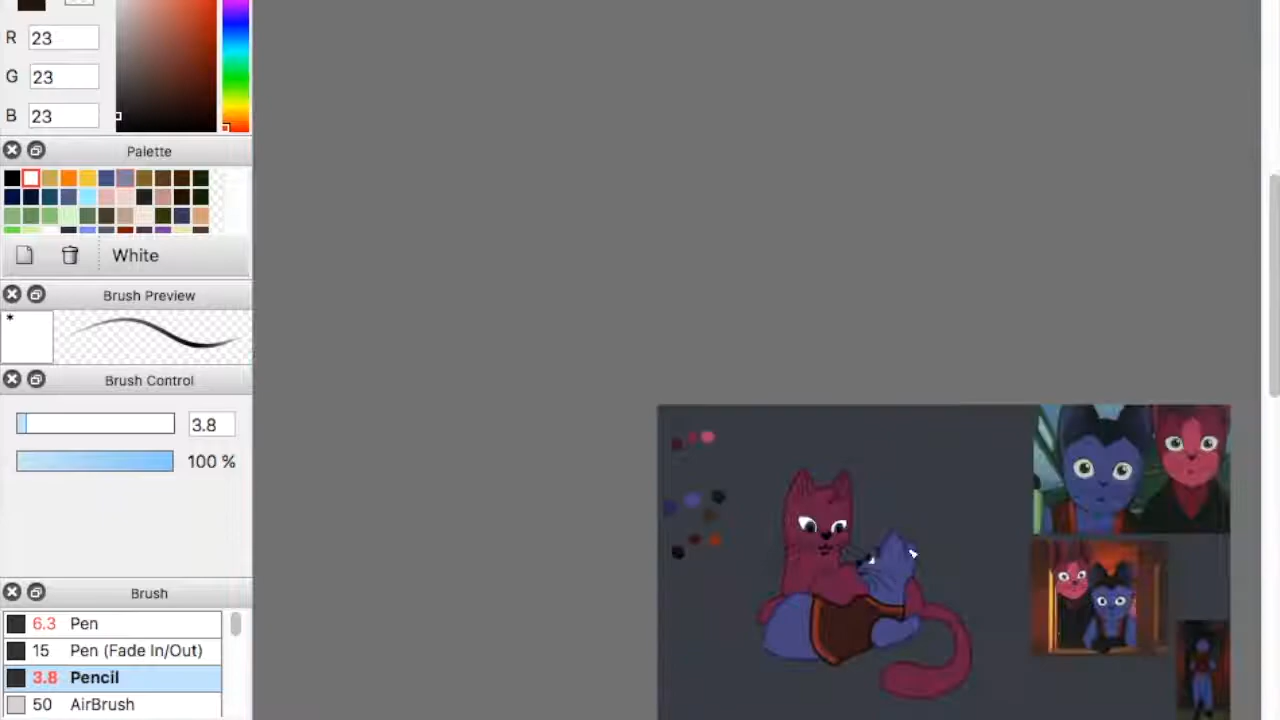 R 23
G 23
B 23
Palette
White
Brush Preview
*
Brush Control
3.8
100 %
Brush
6.3 Pen
15 Pen (Fade In/Out)
3.8 Pencil
50 AirBrush